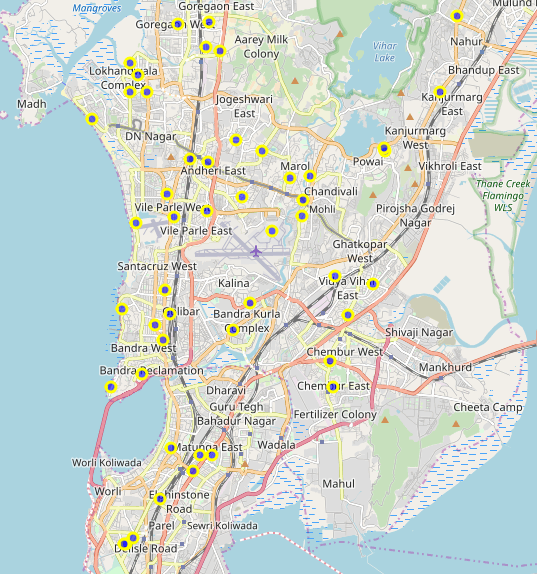 Goregaon East
Mangroves
Mulund
Goregaon West
Nahur
Aarey Milk
Colony
Vihar
Lake
Lokhandwala
Complex
Bhandup East
Madh
Jogeshwari
East
Kanjurmarg
East
DN Nagar
Kanjurmarg
West
Powai
Andheri East
Marol
Vikhroli East
Chandivali
Thane Creek
Flamingo
WLS
Vile Parle West
Mohli
Pirojsha Godrej
Nagar
Vile Parle East
Ghatkopar
West
Santacruz West
Kalina
Vidya Vihar
East
Bandra Kurla
Complex
Shivaji Nagar
Bandra West
Chembur West
Bandra Reclamation
Mankhurd
Dharavi
Chembur East
Guru Tegh
Bahadur Nagar
Fertilizer Colony
Cheeta Camp
Matunga East
Wadala
Worli Koliwada
Mahul
Worli
Elphinstone
Road
Parel
Sewri Koliwada
Delisle Road